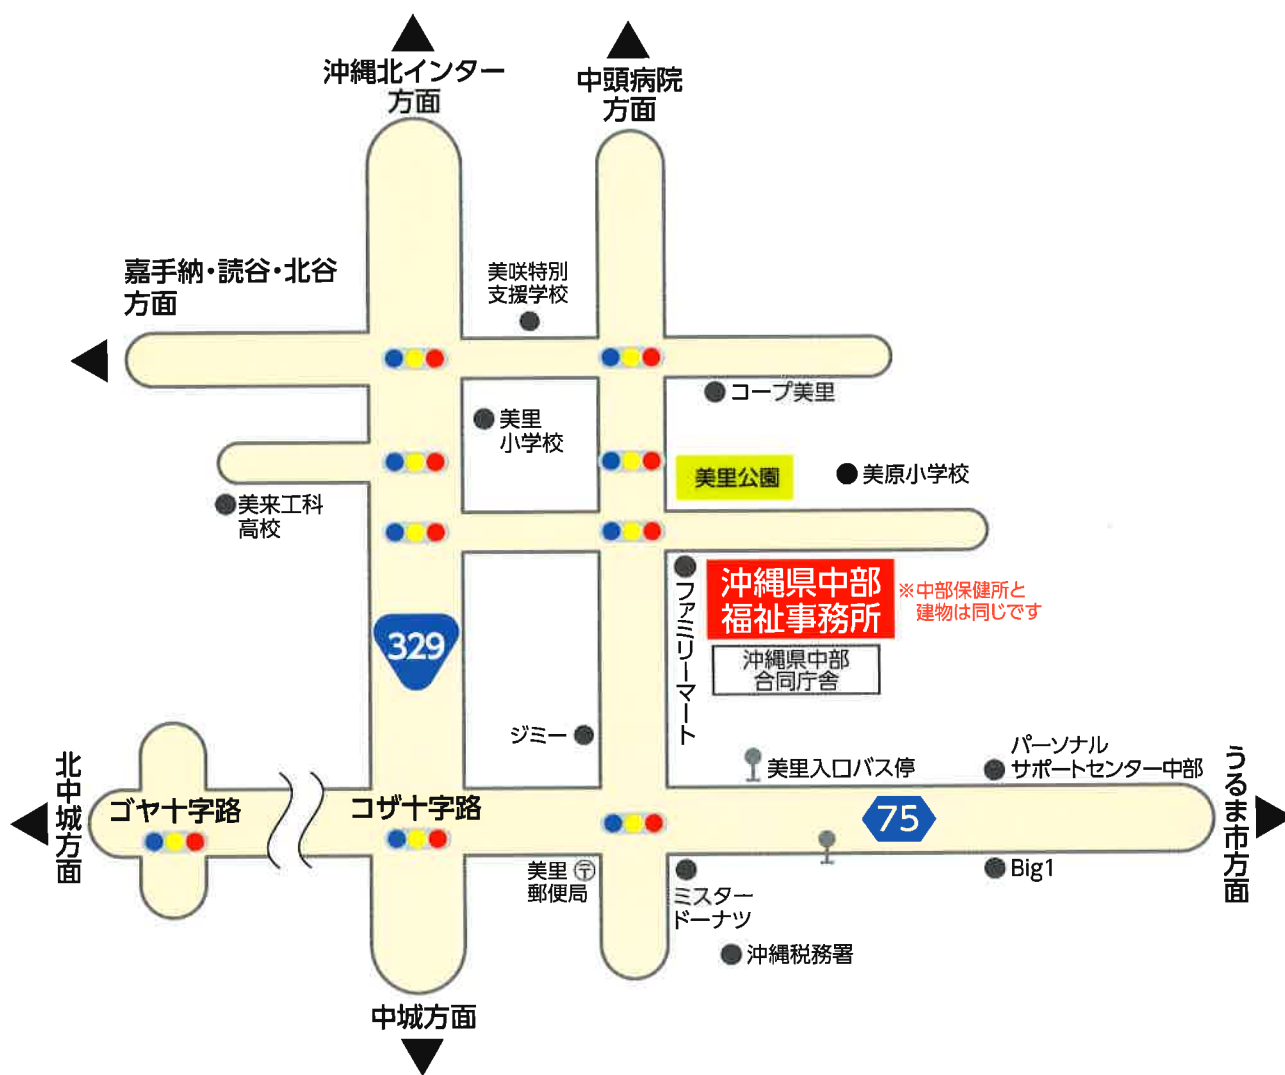 沖縄北インター
方面
中頭病院
方面
嘉手納・読谷・北谷
方面
美咲特別
支援学校
コープ美里
美里
小学校
美里公園
美原小学校
美来工科
高校
ファミリーマート
沖縄県中部
福祉事務所
※中部保健所と
建物は同じです
沖縄県中部
合同庁舎
329
ジミー
美里入口バス停
パーソナル
サポートセンター中部
北中城方面
ゴヤ十字路
コザ十字路
75
うるま市方面
美里〒
郵便局
ミスター
ドーナツ
Big1
沖縄税務署
中城方面